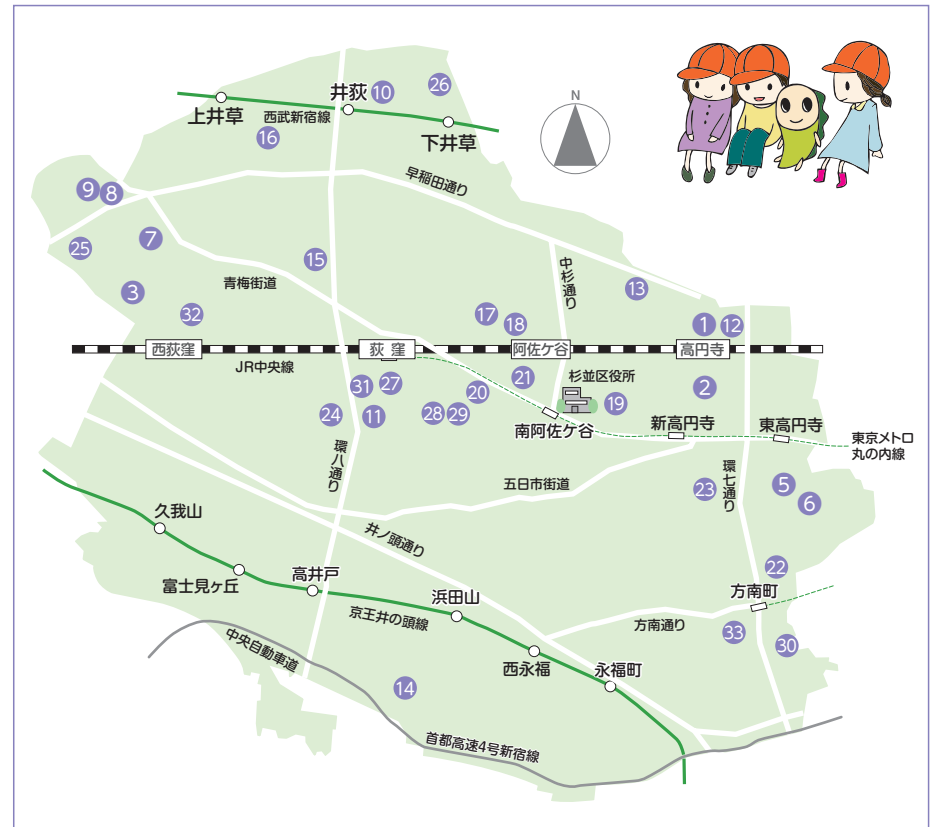 井荻
10
26
上井草
西武新宿線
N
16
下井草
早稲田通り
9
8
7
25
15
中杉通り
青梅街道
13
3
32
17
18
1
12
西荻窪
荻窪
阿佐ケ谷
高円寺
JR中央線
31
27
20
21
杉並区役所
2
24
11
28
29
19
南阿佐ケ谷
新高円寺
東高円寺
東京メトロ
丸の内線
環八通り
五日市街道
23
環七通り
5
6
久我山
井ノ頭通り
22
富士見ヶ丘
高井戸
浜田山
方南町
京王井の頭線
方南通り
33
30
中央自動車道
西永福
永福町
14
首都高速4号新宿線